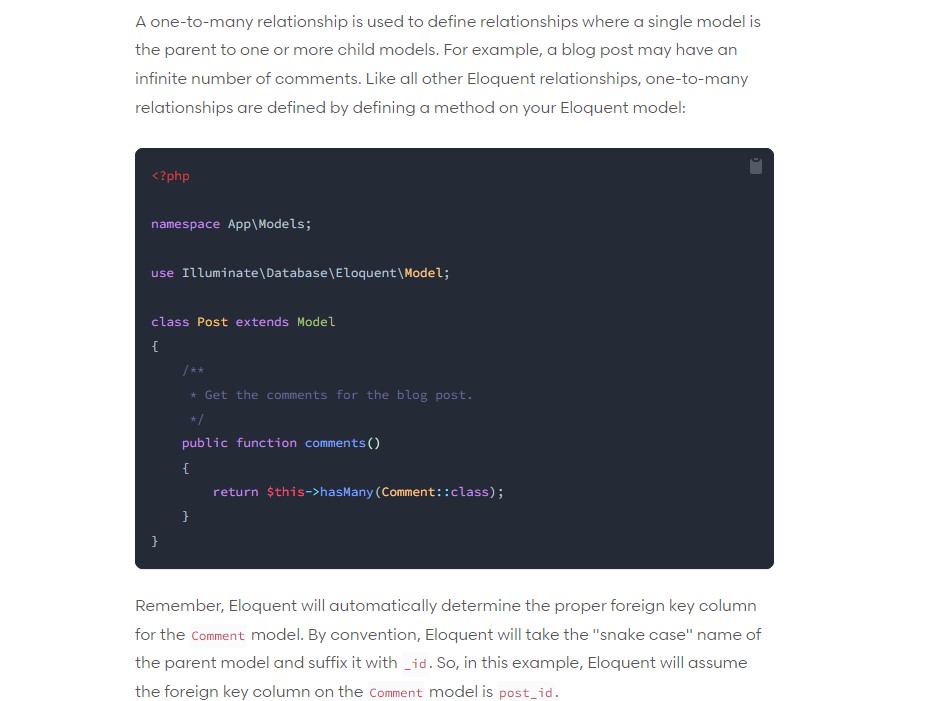 A one-to-many relationship is used to define relationships where a single model is
the parent to one or more child models. For example, a blog post may have an
infinite number of comments. Like all other Eloquent relationships, one-to-many
relationships are defined by defining a method on your Eloquent model:
<?php
namespace App\Models;
use Illuminate\Database\Eloquent\Model;
class Post extends Model
{
    /**
     * Get the comments for the blog post.
     */
    public function comments()
    {
        return $this->hasMany(Comment::class);
    }
}
Remember, Eloquent will automatically determine the proper foreign key column
for the Comment model. By convention, Eloquent will take the "snake case" name of
the parent model and suffix it with _id. So, in this example, Eloquent will assume
the foreign key column on the Comment model is post_id.